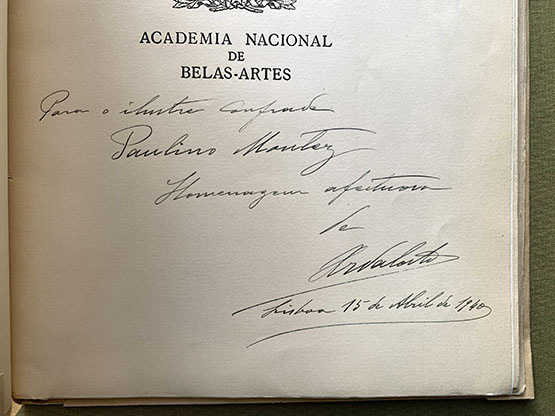 ACADEMIA NACIONAL
DE
BELAS-ARTES
Para o ilustre confrade
Paulino Montez
Homenagem afectuosa
de
Lisboa 15 de Abril de 1940